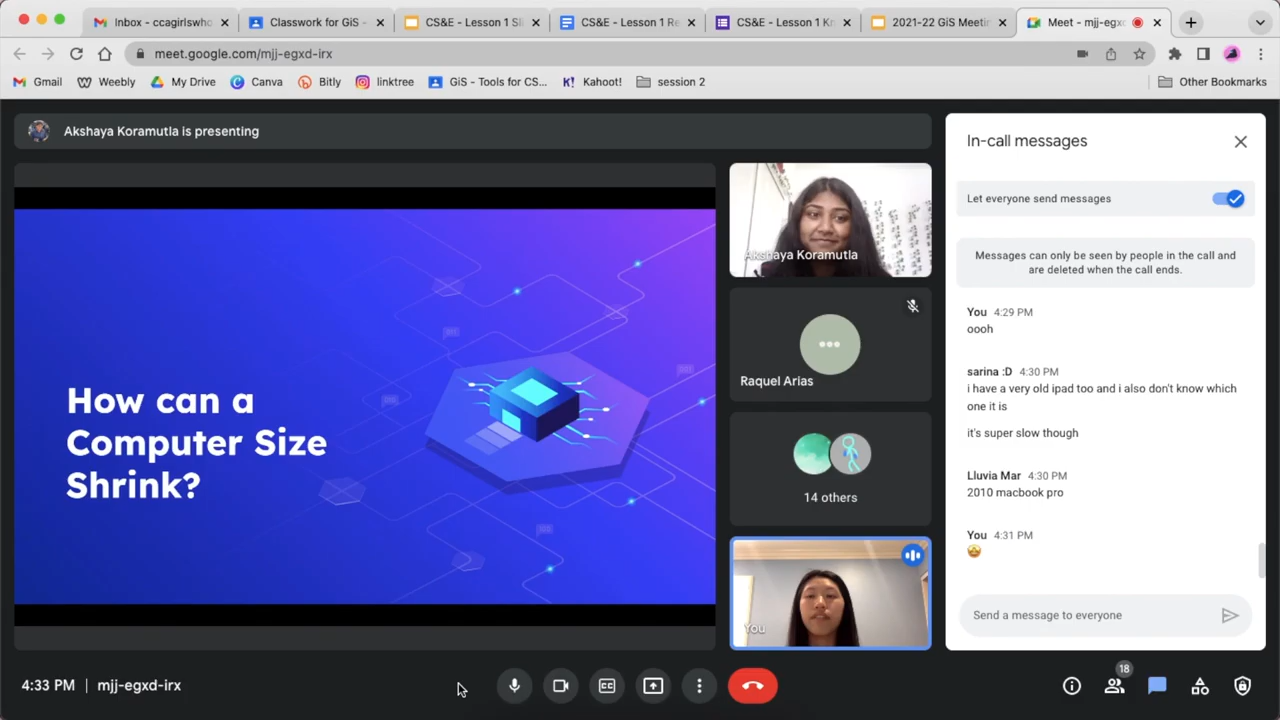 Inbox - ccagirlswho
Classwork for GiS -
CS&E - Lesson 1 Sli
CS&E - Lesson 1 Re
CS&E - Lesson 1 Kn
2021-22 GiS Meetin
Meet - mjj-egxd
meet.google.com/mjj-egxd-irx
Gmail
Weebly
My Drive
Canva
Bitly
linktree
GiS - Tools for CS...
Kahoot!
session 2
Other Bookmarks
Akshaya Koramutla is presenting
How can a
Computer Size
Shrink?
Akshaya Koramutla
Raquel Arias
14 others
You
In-call messages
Let everyone send messages
Messages can only be seen by people in the call and
are deleted when the call ends.
You 4:29 PM
oooh
sarina :D 4:30 PM
i have a very old ipad too and i also don't know which
one it is
it's super slow though
Lluvia Mar 4:30 PM
2010 macbook pro
You 4:31 PM
🤩
Send a message to everyone
4:33 PM | mjj-egxd-irx
CC
18